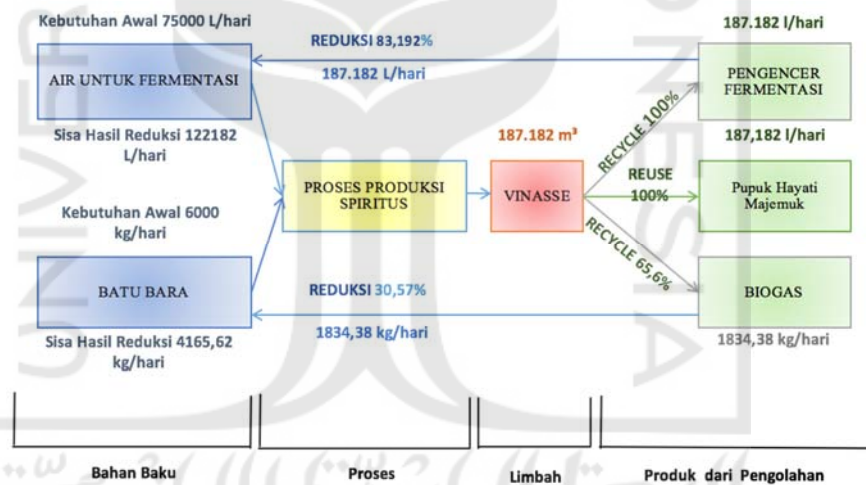 Kebutuhan Awal 75000 L/hari
AIR UNTUK FERMENTASI
Sisa Hasil Reduksi 122182
L/hari
REDUKSI 83,192%
187.182 L/hari
187.182 l/hari
PENGENCER
FERMENTASI
187,182 l/hari
RECYCLE 100%
187.182 m³
PROSES PRODUKSI
SPIRITUS
VINASSE
REUSE
100%
Pupuk Hayati
Majemuk
Kebutuhan Awal 6000
kg/hari
BATU BARA
Sisa Hasil Reduksi 4165,62
kg/hari
REDUKSI 30,57%
1834,38 kg/hari
RECYCLE 65,6%
BIOGAS
1834,38 kg/hari
Bahan Baku
Proses
Limbah
Produk dari Pengolahan